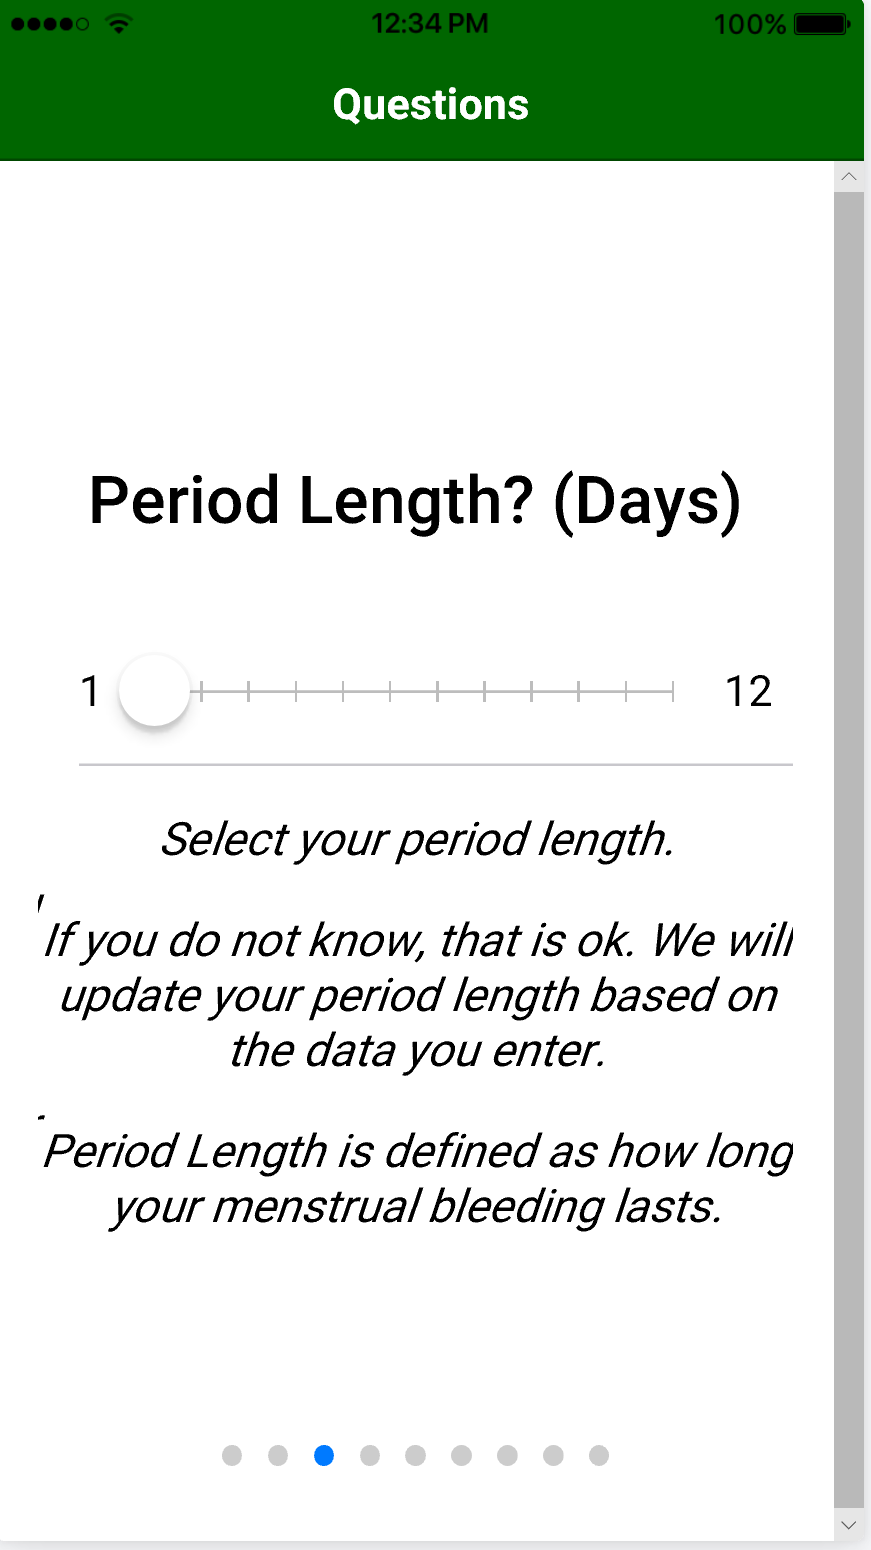 12:34 PM 100%
Questions
Period Length? (Days)
1 12
Select your period length.
If you do not know, that is ok. We will
update your period length based on
the data you enter.
Period Length is defined as how long
your menstrual bleeding lasts.